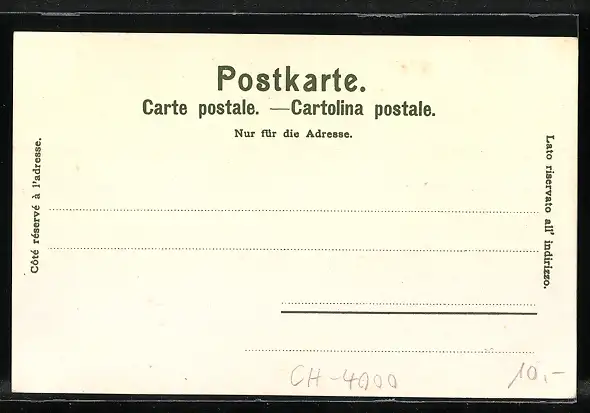 Postkarte.
Carte postale. — Cartolina postale.
Nur für die Adresse.
Côté réservé à l'adresse.
Lato riservato all' indirizzo.
CH-4000
10,-